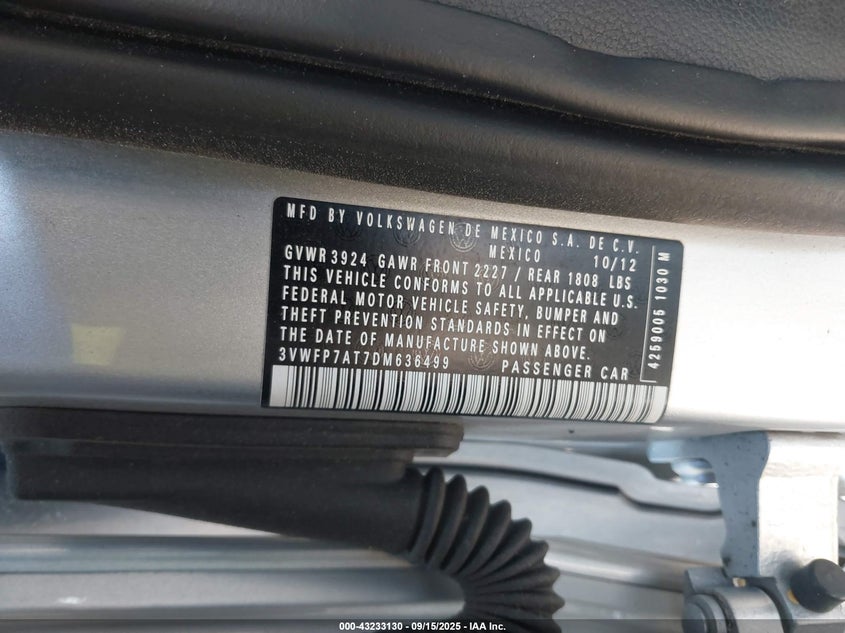 MFD BY VOLKSWAGEN DE MEXICO S.A. DE C.V.
MEXICO 10/12
GVWR 3924 GAWR FRONT 2227 / REAR 1808 LBS
THIS VEHICLE CONFORMS TO ALL APPLICABLE U.S.
FEDERAL MOTOR VEHICLE SAFETY, BUMPER AND
THEFT PREVENTION STANDARDS IN EFFECT ON
THE DATE OF MANUFACTURE SHOWN ABOVE.
3VWFP7AT7DM636499 PASSENGER CAR
4259005 1030 M
000-43233130 - 09/15/2025 - IAA Inc.